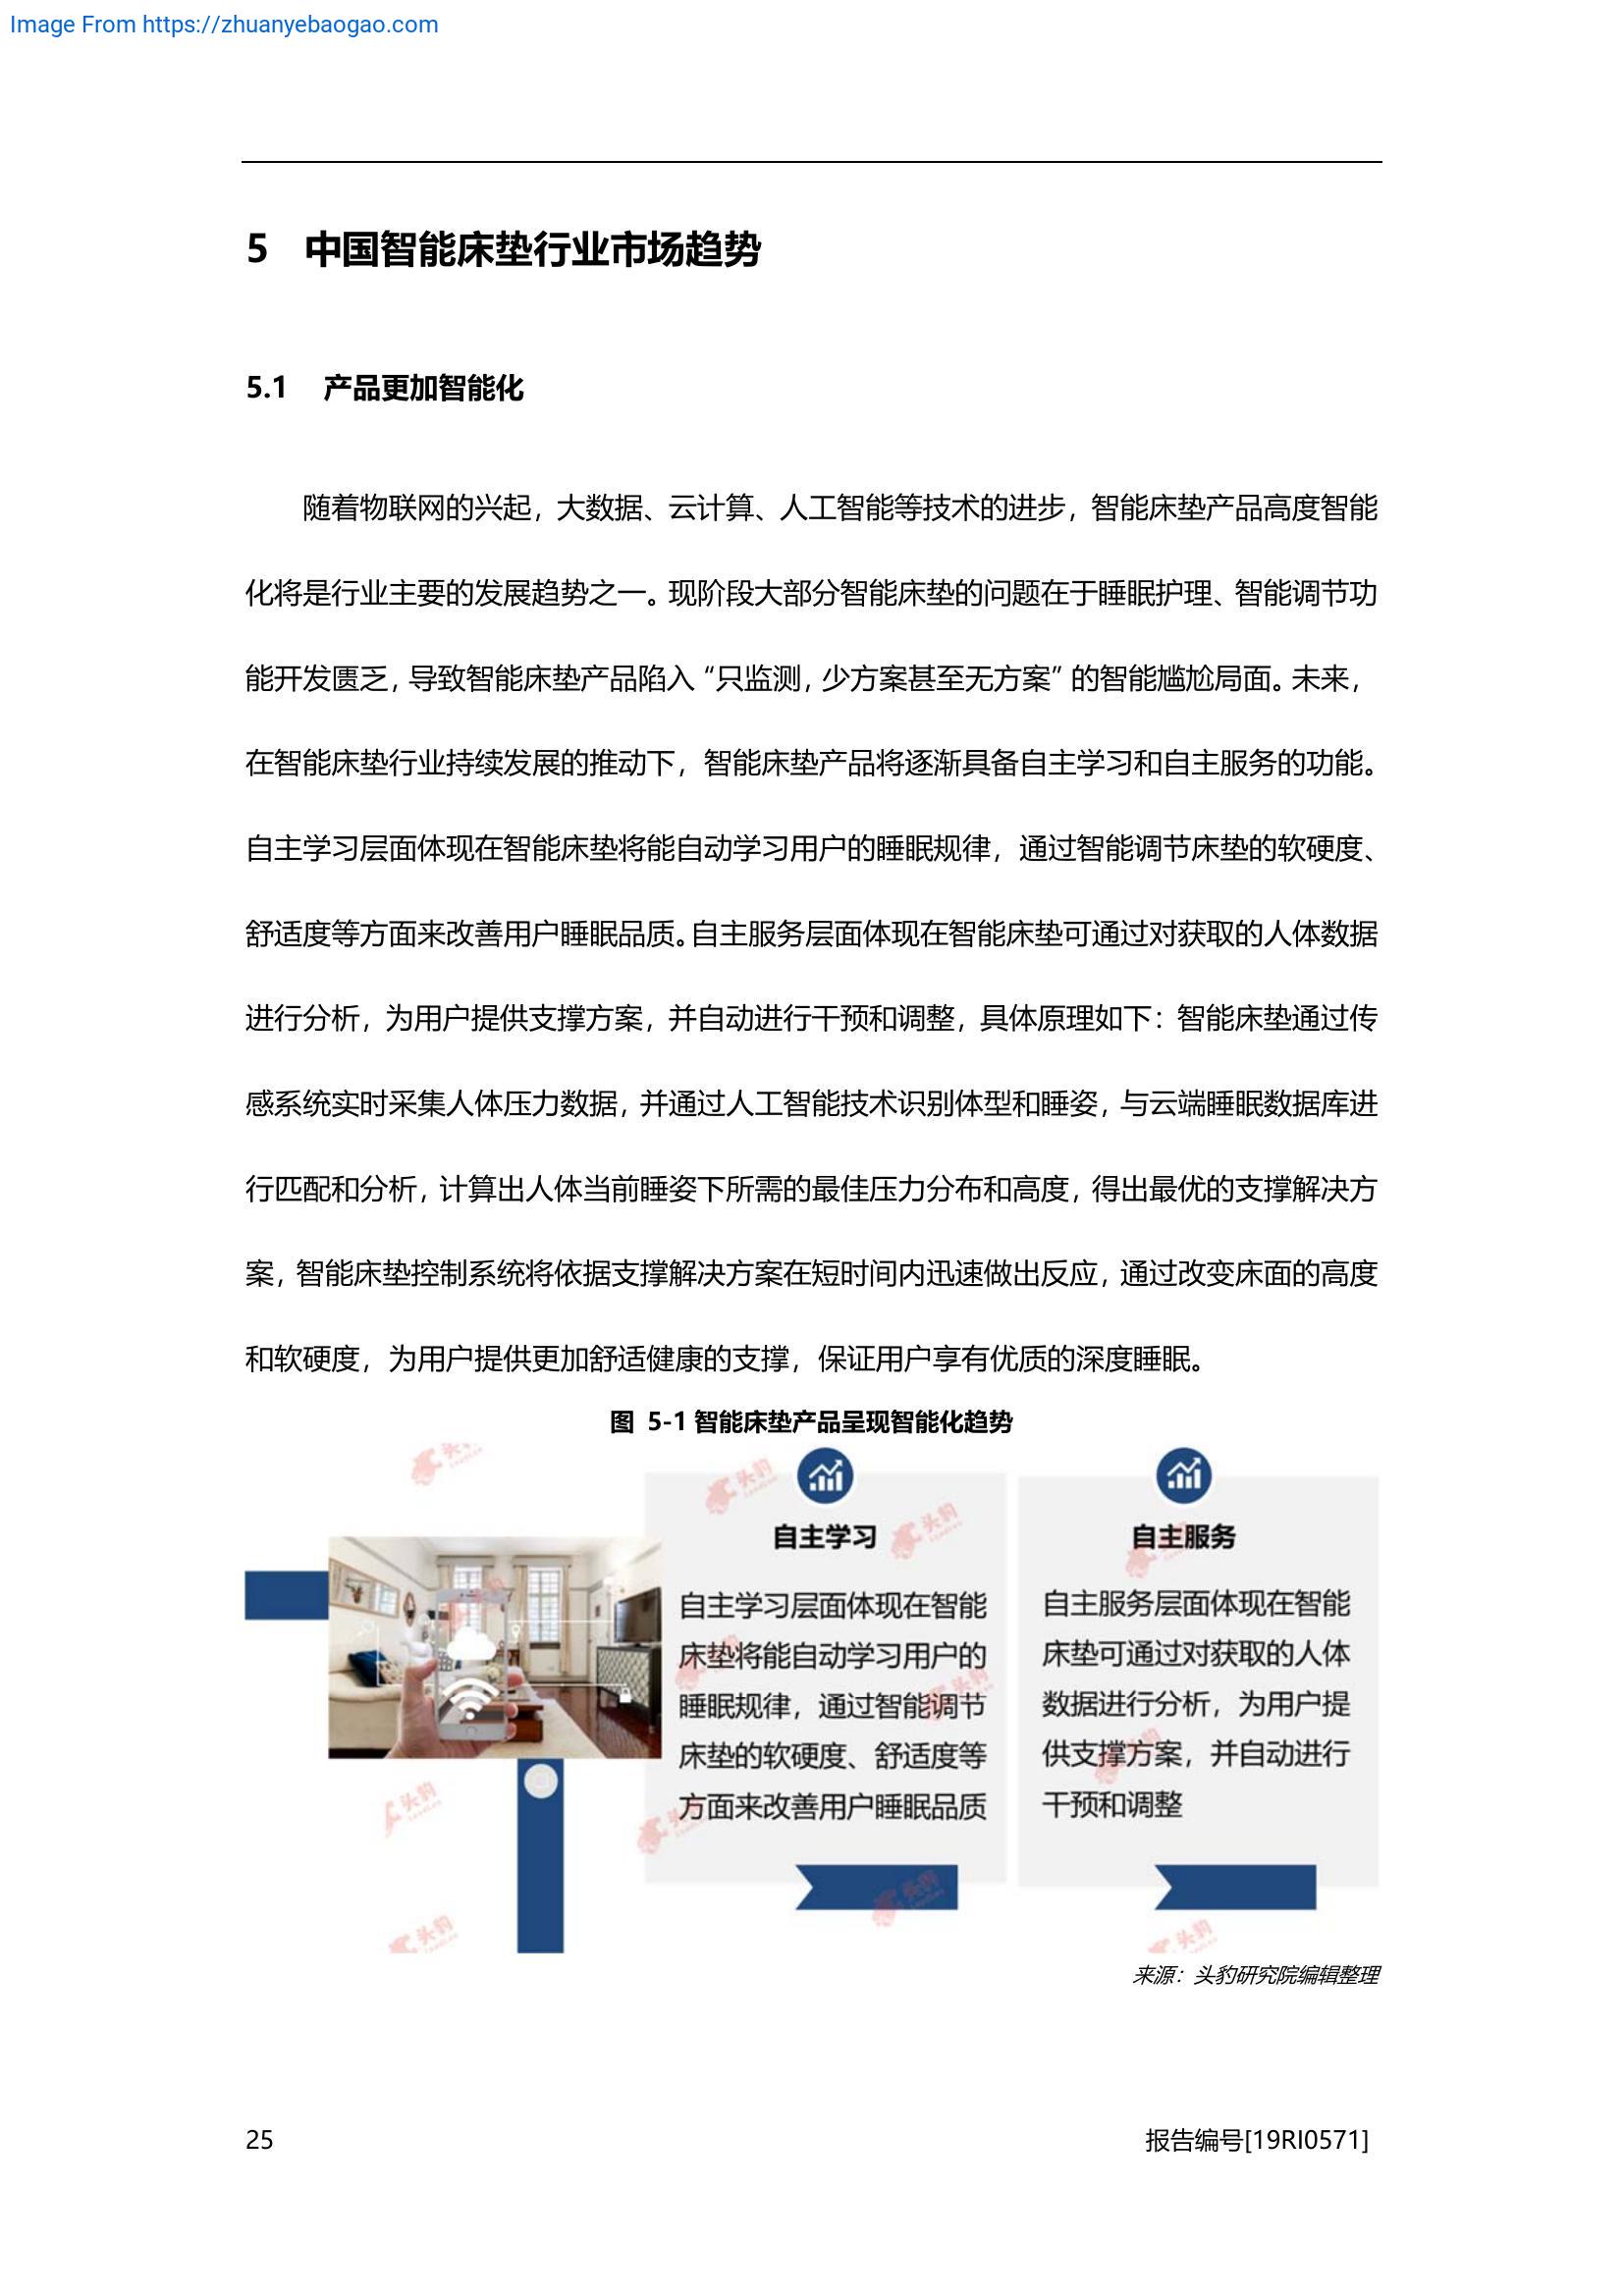 Image From https://zhuanyebaogao.com
5 中国智能床垫行业市场趋势
5.1 产品更加智能化
随着物联网的兴起，大数据、云计算、人工智能等技术的进步，智能床垫产品高度智能
化将是行业主要的发展趋势之一。现阶段大部分智能床垫的问题在于睡眠护理、智能调节功
能开发匮乏，导致智能床垫产品陷入“只监测，少方案甚至无方案”的智能尴尬局面。未来，
在智能床垫行业持续发展的推动下，智能床垫产品将逐渐具备自主学习和自主服务的功能。
自主学习层面体现在智能床垫将能自动学习用户的睡眠规律，通过智能调节床垫的软硬度、
舒适度等方面来改善用户睡眠品质。自主服务层面体现在智能床垫可通过对获取的人体数据
进行分析，为用户提供支撑方案，并自动进行干预和调整，具体原理如下：智能床垫通过传
感系统实时采集人体压力数据，并通过人工智能技术识别体型和睡姿，与云端睡眠数据库进
行匹配和分析，计算出人体当前睡姿下所需的最佳压力分布和高度，得出最优的支撑解决方
案，智能床垫控制系统将依据支撑解决方案在短时间内迅速做出反应，通过改变床面的高度
和软硬度，为用户提供更加舒适健康的支撑，保证用户享有优质的深度睡眠。
图 5-1 智能床垫产品呈现智能化趋势
自主学习
自主学习层面体现在智能
床垫将能自动学习用户的
睡眠规律，通过智能调节
床垫的软硬度、舒适度等
方面来改善用户睡眠品质
自主服务
自主服务层面体现在智能
床垫可通过对获取的人体
数据进行分析，为用户提
供支撑方案，并自动进行
干预和调整
头豹
来源：头豹研究院编辑整理
25
报告编号[19RI0571]